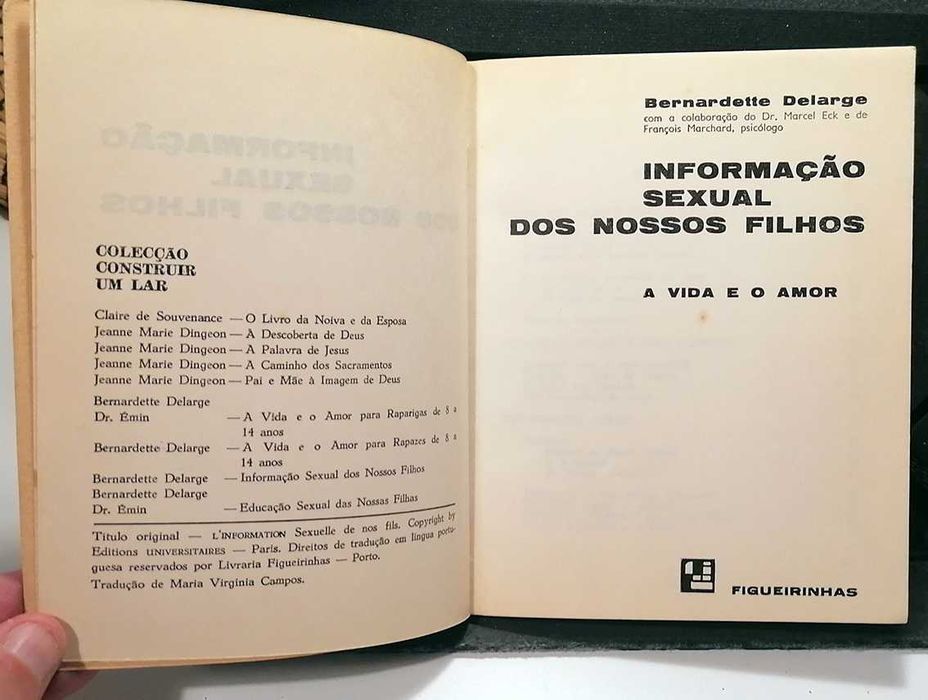 COLECÇÃO
CONSTRUIR
UM LAR
Claire de Souvenance — O Livro da Noiva e da Esposa
Jeanne Marie Dingeon — A Descoberta de Deus
Jeanne Marie Dingeon — A Palavra de Jesus
Jeanne Marie Dingeon — A Caminho dos Sacramentos
Jeanne Marie Dingeon — Pai e Mãe à Imagem de Deus
Bernardette Delarge
Dr. Émin — A Vida e o Amor para Raparigas de 8 a
14 anos
Bernardette Delarge — A Vida e o Amor para Rapazes de 8 a
14 anos
Bernardette Delarge — Informação Sexual dos Nossos Filhos
Bernardette Delarge
Dr. Émin — Educação Sexual das Nossas Filhas
Titulo original — L'INFORMATION Sexuelle de nos fils. Copyright by
Editions UNIVERSITAIRES — Paris. Direitos de tradução em língua portu-
guesa reservados por Livraria Figueirinhas — Porto.
Tradução de Maria Virgínia Campos.
Bernardette Delarge
com a colaboração do Dr. Marcel Eck e de
François Marchard, psicólogo
INFORMAÇÃO
SEXUAL
DOS NOSSOS FILHOS
A VIDA E O AMOR
FIGUEIRINHAS